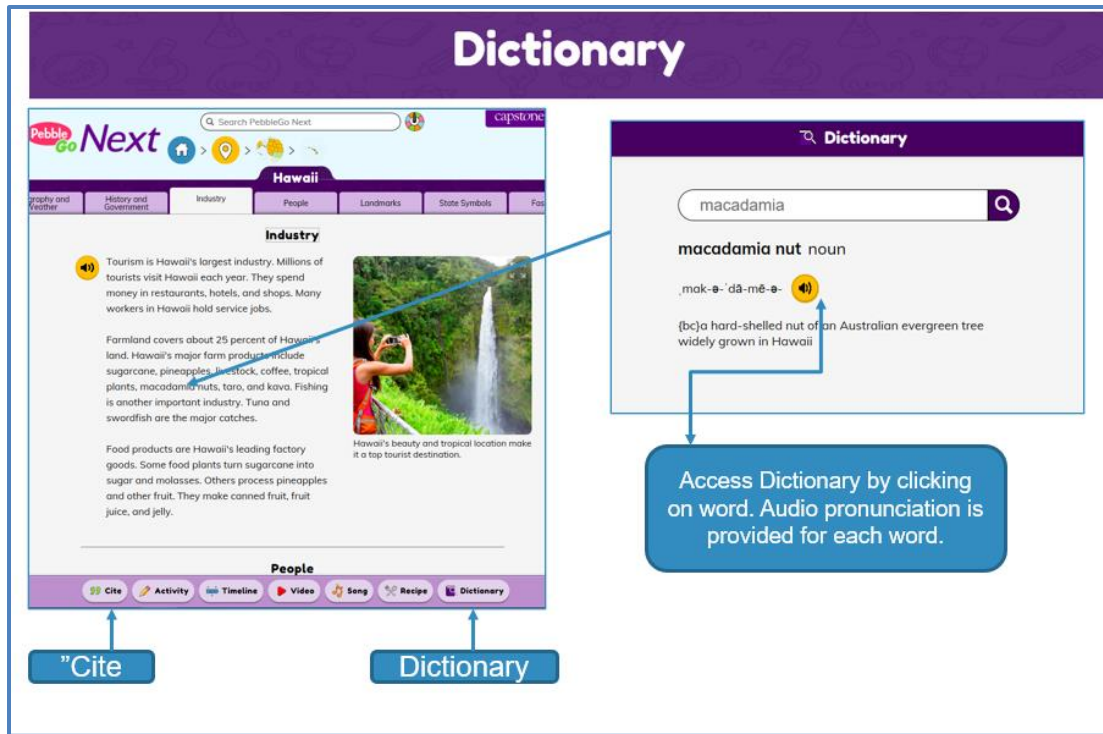 Dictionary
Pebble
Go
Next
Search PebbleGo Next
capstone
Hawaii
graphy and
Weather
History and
Government
Industry
People
Landmarks
State Symbols
Fas
Industry
Tourism is Hawaii's largest industry. Millions of
tourists visit Hawaii each year. They spend
money in restaurants, hotels, and shops. Many
workers in Hawaii hold service jobs.
Farmland covers about 25 percent of Hawaii's
land. Hawaii's major farm products include
sugarcane, pineapples, livestock, coffee, tropical
plants, macadamia nuts, taro, and kava. Fishing
is another important industry. Tuna and
swordfish are the major catches.
Food products are Hawaii's leading factory
goods. Some food plants turn sugarcane into
sugar and molasses. Others process pineapples
and other fruit. They make canned fruit, fruit
juice, and jelly.
Hawaii's beauty and tropical location make
it a top tourist destination.
People
Cite
Activity
Timeline
Video
Song
Recipe
Dictionary
”Cite
Dictionary
Dictionary
macadamia
macadamia nut noun
ˌmak-ə-ˈdā-mē-ə-
{bc}a hard-shelled nut of an Australian evergreen tree
widely grown in Hawaii
Access Dictionary by clicking
on word. Audio pronunciation is
provided for each word.